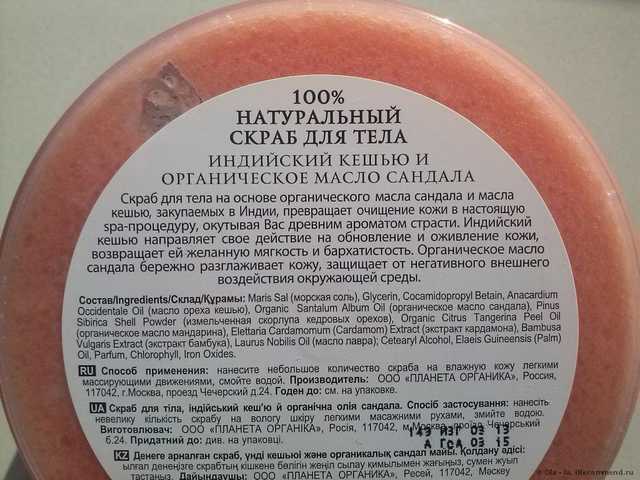 100%
НАТУРАЛЬНЫЙ
СКРАБ ДЛЯ ТЕЛА
ИНДИЙСКИЙ КЕШЬЮ И
ОРГАНИЧЕСКОЕ МАСЛО САНДАЛА
Скраб для тела на основе органического масла сандала и масла
кешью, закупаемых в Индии, превращает очищение кожи в настоящую
spa-процедуру, окутывая Вас древним ароматом страсти. Индийский
кешью направляет свое действие на обновление и оживление кожи,
возвращает ей желанную мягкость и бархатистость. Органическое масло
сандала бережно разглаживает кожу, защищает от негативного внешнего
воздействия окружающей среды.
Состав/Ingredients/Склад/Құрамы: Maris Sal (морская соль), Glycerin, Cocamidopropyl Betain, Anacardium
Occidentale Oil (масло ореха кешью), Organic Santalum Album Oil (органическое масло сандала), Pinus
Sibirica Shell Powder (измельченная скорлупа кедровых орехов), Organic Citrus Tangerina Peel Oil
(органическое масло мандарина), Elettaria Cardamomum (Cardamom) Extract (экстракт кардамона), Bambusa
Vulgaris Extract (экстракт бамбука), Laurus Nobilis Oil (масло лавра); Cetearyl Alcohol, Elaeis Guineensis (Palm)
Oil, Parfum, Chlorophyll, Iron Oxides.
RU Способ применения: нанесите небольшое количество скраба на влажную кожу легкими
массирующими движениями, смойте водой. Производитель: ООО «ПЛАНЕТА ОРГАНИКА», Россия,
117042, г.Москва, проезд Чечерский д.24. Годен до: см. на упаковке.
UA Скраб для тіла, індійський кеш'ю й органічна олія сандала. Спосіб застосування: нанесіть
невелику кількість скрабу на вологу шкіру легкими масажними рухами, змийте водою.
Виготовлювач: ООО «ПЛАНЕТА ОРГАНІКА», Росія, 117042, м.Москва, проїзд Чечерський
б.24. Придатний до: див. на упаковці.
149 ИЗГ 03 13
А ГОД 03 15
KZ Денеге арналған скраб, үнді кешьюі және органикалық сандал майы. Қолдану әдісі:
ылғал денеңізге скрабтың кішкене бөлігін жеңіл сылау қимылымен жағыңыз, сумен жуып
тастаңыз. Дайындаушы: ООО «ПЛАНЕТА ОРГАНИКА», Ресей, 117042, Мәскеу
© Ole - la, IRecommend.ru